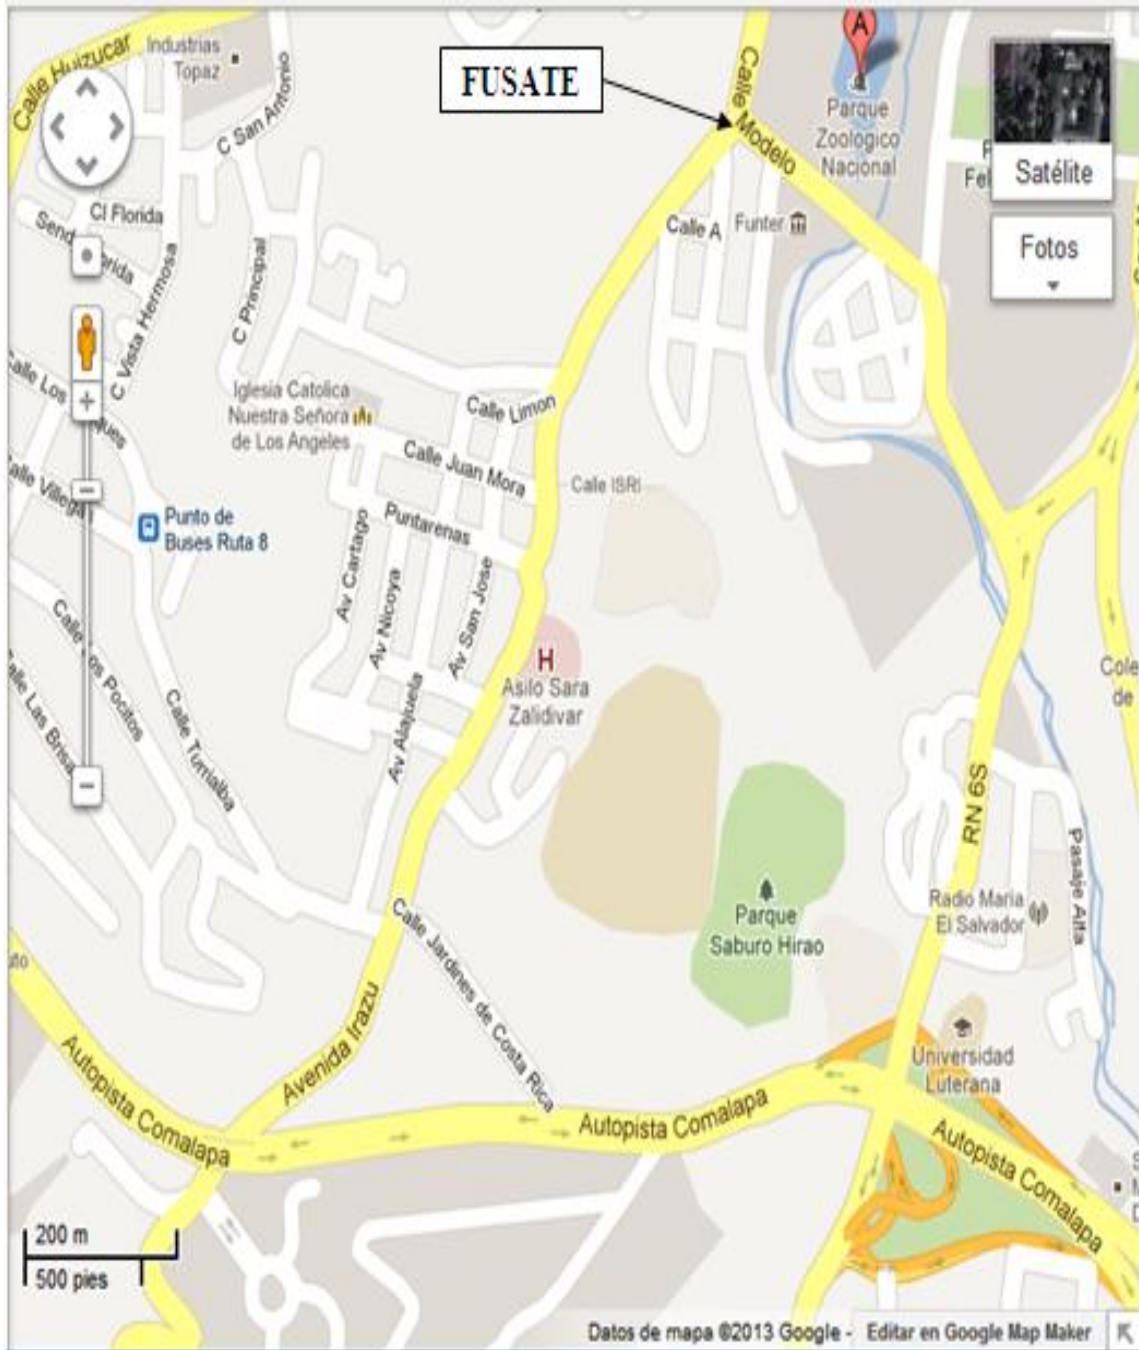 Calle Huizucar
Industrias
Topaz
C San Antonio
FUSATE
Calle Modelo
A
Parque
Zoologico
Nacional
Satélite
Fotos
Cl Florida
C Vista Hermosa
C Principal
Calle A
Funter
Iglesia Catolica
Nuestra Señora
de Los Angeles
Calle Limon
Calle Juan Mora
Calle ISRI
Puntarenas
Punto de
Buses Ruta 8
Av Cartago
Av Nicoya
Av San Jose
Av Alajuela
H
Asilo Sara
Zalidivar
Calle Los Pocitos
Calle Turrialba
RN 6S
Pasaje Alfa
Radio Maria
El Salvador
Parque
Saburo Hirao
Calle Jardines de Costa Rica
Avenida Irazu
Universidad
Luterana
Autopista Comalapa
Autopista Comalapa
Autopista Comalapa
200 m
500 pies
Datos de mapa ©2013 Google - Editar en Google Map Maker